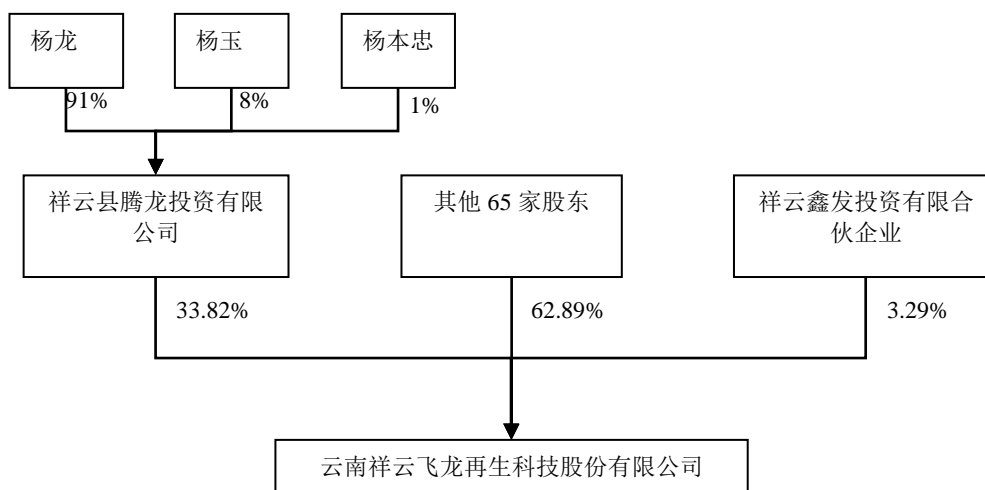 杨龙
杨玉
杨本忠
91%
8%
1%
祥云县腾龙投资有限
公司
其他 65 家股东
祥云鑫发投资有限合
伙企业
33.82%
62.89%
3.29%
云南祥云飞龙再生科技股份有限公司